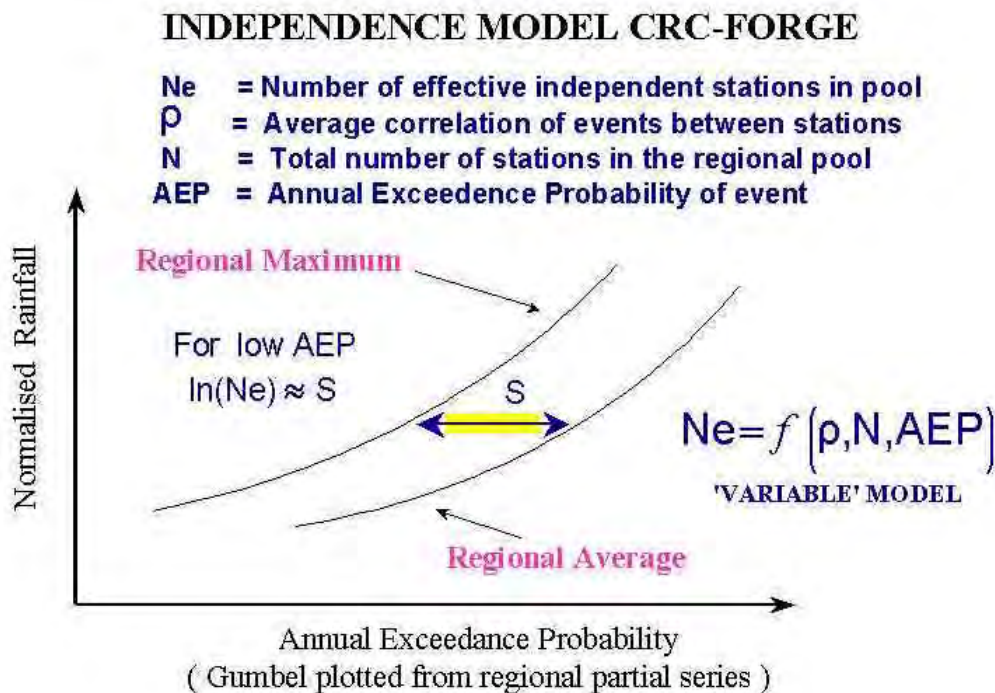 INDEPENDENCE MODEL CRC-FORGE
Ne = Number of effective independent stations in pool
ρ = Average correlation of events between stations
N = Total number of stations in the regional pool
AEP = Annual Exceedence Probability of event
Normalised Rainfall
Regional Maximum
For low AEP
ln(Ne) ≈ S
S
Ne= f (ρ,N,AEP)
'VARIABLE' MODEL
Regional Average
Annual Exceedance Probability
( Gumbel plotted from regional partial series )